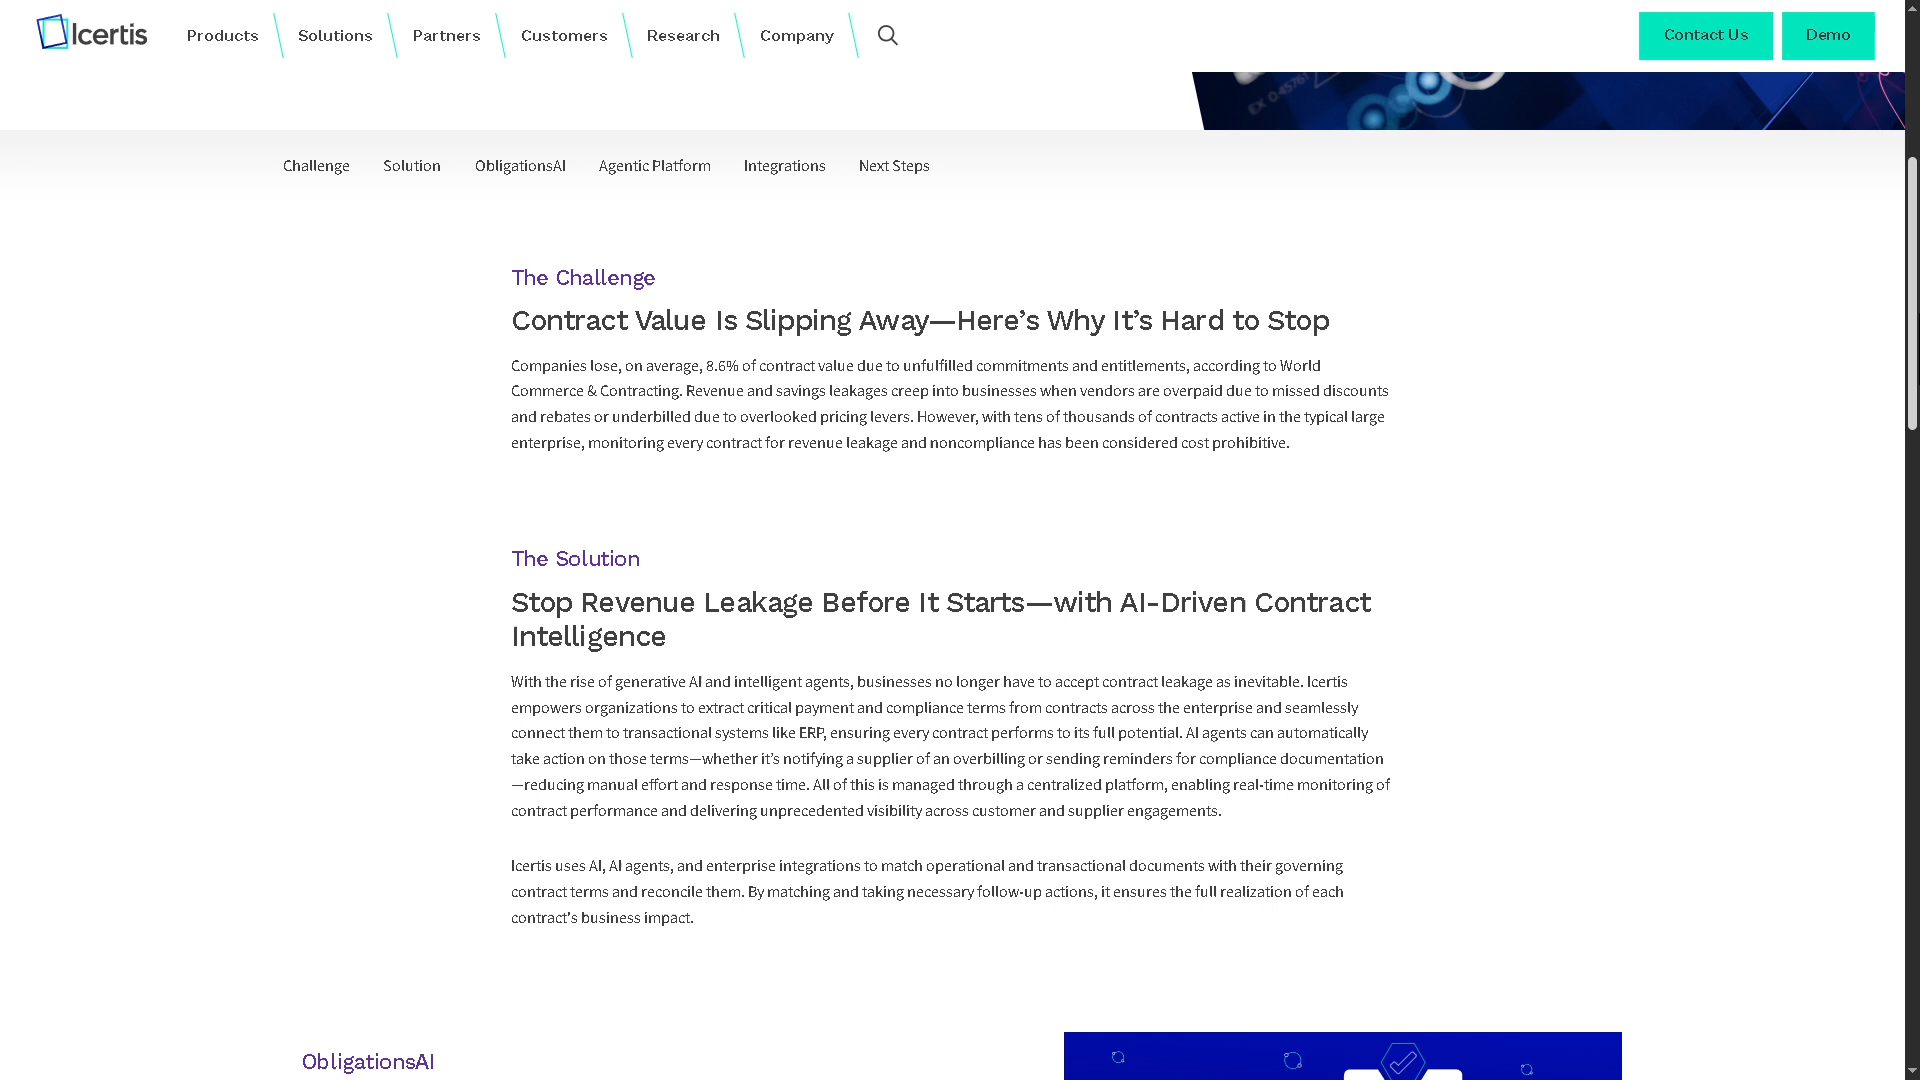 Icertis
Products
Solutions
Partners
Customers
Research
Company
Contact Us
Demo
EX 045761
Challenge
Solution
ObligationsAI
Agentic Platform
Integrations
Next Steps
The Challenge
Contract Value Is Slipping Away—Here’s Why It’s Hard to Stop
Companies lose, on average, 8.6% of contract value due to unfulfilled commitments and entitlements, according to World
Commerce & Contracting. Revenue and savings leakages creep into businesses when vendors are overpaid due to missed discounts
and rebates or underbilled due to overlooked pricing levers. However, with tens of thousands of contracts active in the typical large
enterprise, monitoring every contract for revenue leakage and noncompliance has been considered cost prohibitive.
The Solution
Stop Revenue Leakage Before It Starts—with AI-Driven Contract
Intelligence
With the rise of generative AI and intelligent agents, businesses no longer have to accept contract leakage as inevitable. Icertis
empowers organizations to extract critical payment and compliance terms from contracts across the enterprise and seamlessly
connect them to transactional systems like ERP, ensuring every contract performs to its full potential. AI agents can automatically
take action on those terms—whether it’s notifying a supplier of an overbilling or sending reminders for compliance documentation
—reducing manual effort and response time. All of this is managed through a centralized platform, enabling real-time monitoring of
contract performance and delivering unprecedented visibility across customer and supplier engagements.
Icertis uses AI, AI agents, and enterprise integrations to match operational and transactional documents with their governing
contract terms and reconcile them. By matching and taking necessary follow-up actions, it ensures the full realization of each
contract's business impact.
ObligationsAI